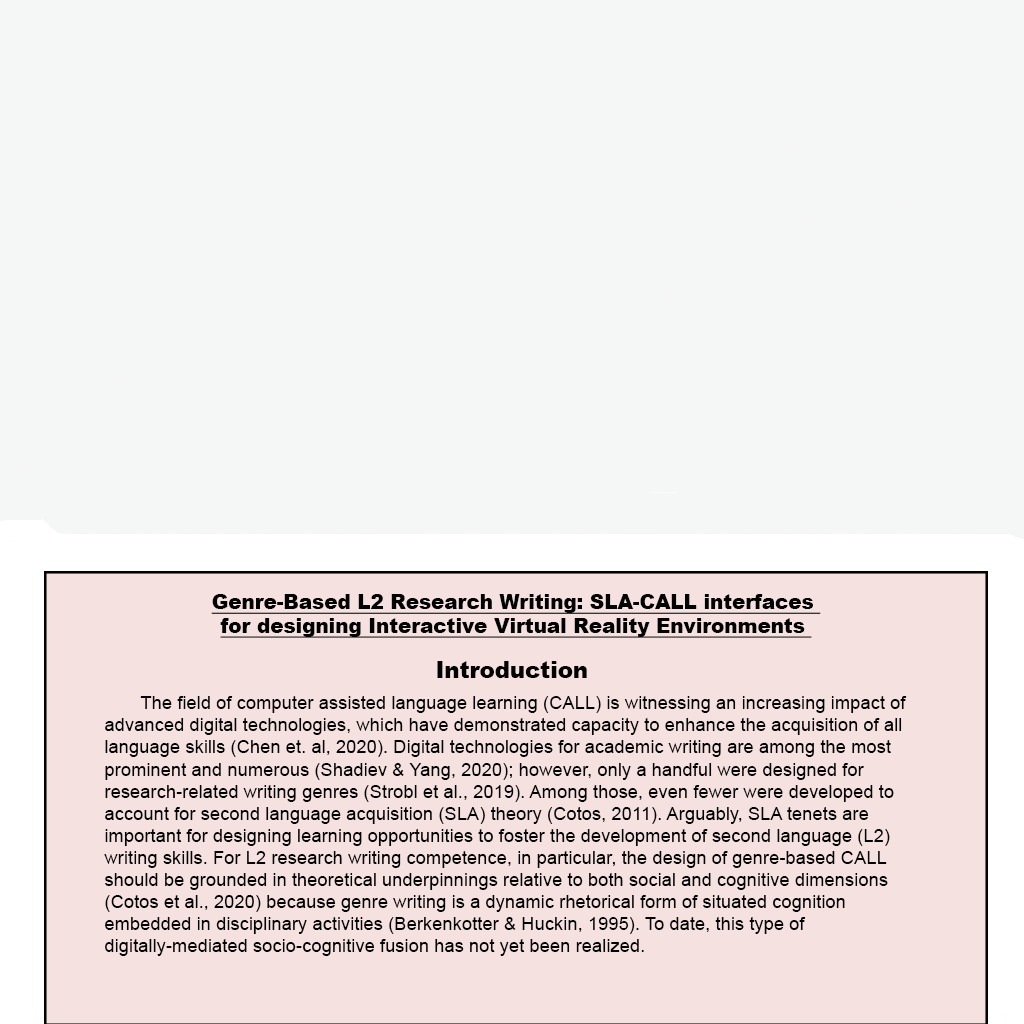 Genre-Based L2 Research Writing: SLA-CALL interfaces
for designing Interactive Virtual Reality Environments
Introduction
The field of computer assisted language learning (CALL) is witnessing an increasing impact of
advanced digital technologies, which have demonstrated capacity to enhance the acquisition of all
language skills (Chen et. al, 2020). Digital technologies for academic writing are among the most
prominent and numerous (Shadiev & Yang, 2020); however, only a handful were designed for
research-related writing genres (Strobl et al., 2019). Among those, even fewer were developed to
account for second language acquisition (SLA) theory (Cotos, 2011). Arguably, SLA tenets are
important for designing learning opportunities to foster the development of second language (L2)
writing skills. For L2 research writing competence, in particular, the design of genre-based CALL
should be grounded in theoretical underpinnings relative to both social and cognitive dimensions
(Cotos et al., 2020) because genre writing is a dynamic rhetorical form of situated cognition
embedded in disciplinary activities (Berkenkotter & Huckin, 1995). To date, this type of
digitally-mediated socio-cognitive fusion has not yet been realized.